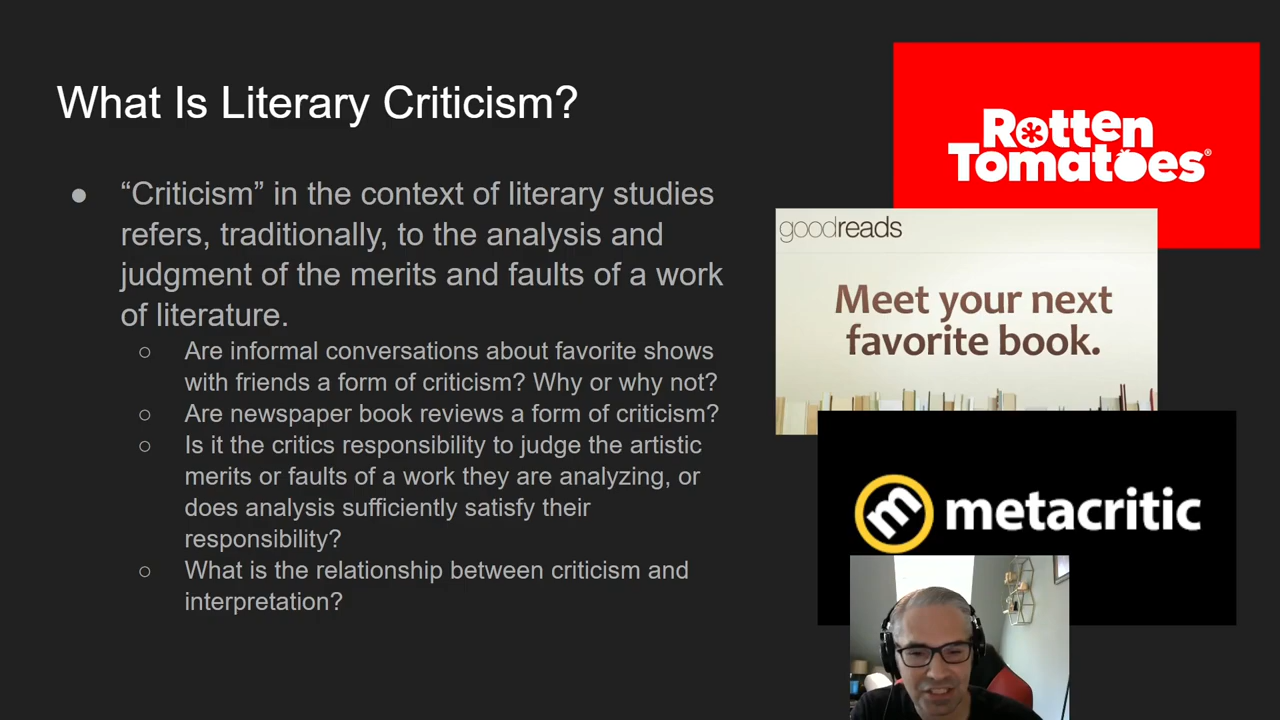 What Is Literary Criticism?
● “Criticism” in the context of literary studies
refers, traditionally, to the analysis and
judgment of the merits and faults of a work
of literature.
○ Are informal conversations about favorite shows
with friends a form of criticism? Why or why not?
○ Are newspaper book reviews a form of criticism?
○ Is it the critics responsibility to judge the artistic
merits or faults of a work they are analyzing, or
does analysis sufficiently satisfy their
responsibility?
○ What is the relationship between criticism and
interpretation?
Rotten
Tomatoes®
goodreads
Meet your next
favorite book.
m metacritic